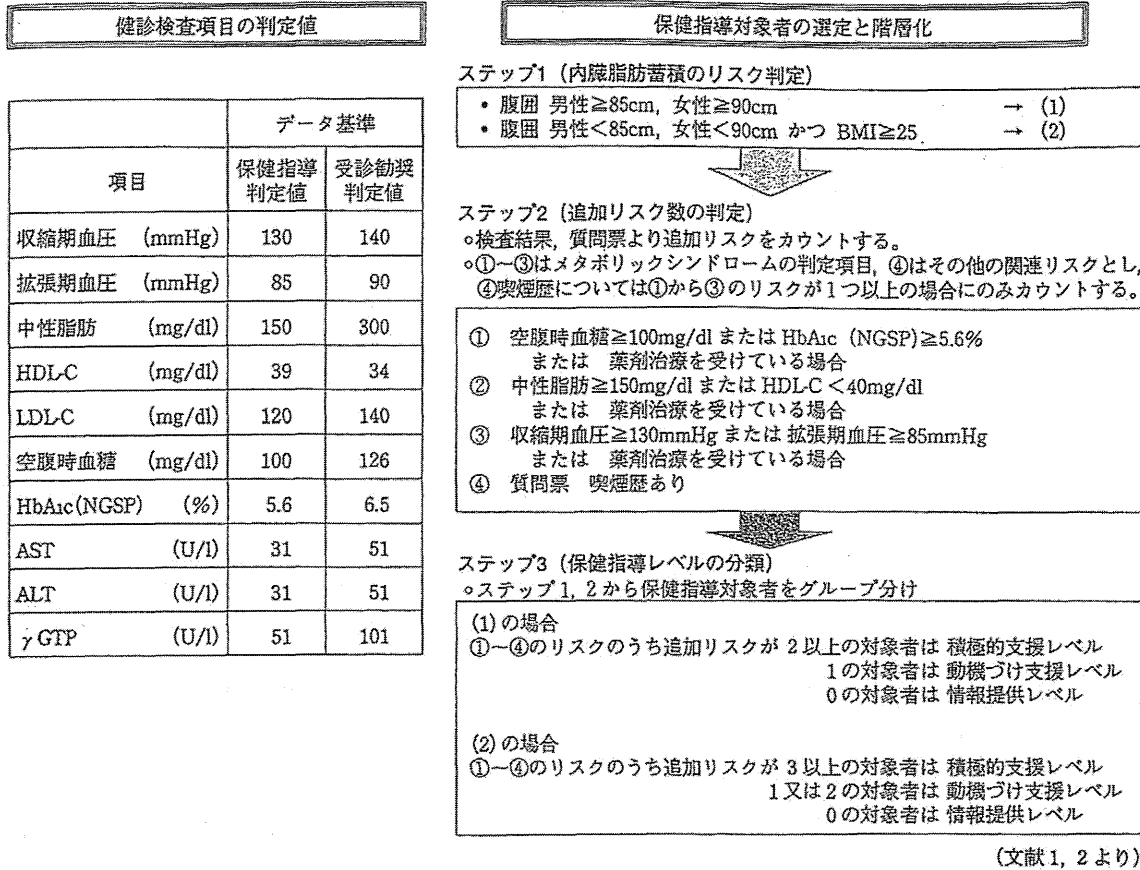 健診検査項目の判定値
データ基準
項目 保健指導判定値 受診勧奨判定値
収縮期血圧 (mmHg) 130 140
拡張期血圧 (mmHg) 85 90
中性脂肪 (mg/dl) 150 300
HDL-C (mg/dl) 39 34
LDL-C (mg/dl) 120 140
空腹時血糖 (mg/dl) 100 126
HbA1c(NGSP) (%) 5.6 6.5
AST (U/l) 31 51
ALT (U/l) 31 51
γGTP (U/l) 51 101
保健指導対象者の選定と階層化
ステップ1（内臓脂肪蓄積のリスク判定）
• 腹囲 男性≧85cm, 女性≧90cm → (1)
• 腹囲 男性＜85cm, 女性＜90cm かつ BMI≧25 → (2)
ステップ2（追加リスク数の判定）
○検査結果, 質問票より追加リスクをカウントする。
○①〜③はメタボリックシンドロームの判定項目, ④はその他の関連リスクとし,
④喫煙歴については①から③のリスクが1つ以上の場合にのみカウントする。
① 空腹時血糖≧100mg/dl または HbA1c (NGSP)≧5.6%
または 薬剤治療を受けている場合
② 中性脂肪≧150mg/dl または HDL-C＜40mg/dl
または 薬剤治療を受けている場合
③ 収縮期血圧≧130mmHg または 拡張期血圧≧85mmHg
または 薬剤治療を受けている場合
④ 質問票 喫煙歴あり
ステップ3（保健指導レベルの分類）
○ステップ1, 2から保健指導対象者をグループ分け
(1)の場合
①〜④のリスクのうち追加リスクが 2以上の対象者は 積極的支援レベル
1の対象者は 動機づけ支援レベル
0の対象者は 情報提供レベル
(2)の場合
①〜④のリスクのうち追加リスクが 3以上の対象者は 積極的支援レベル
1又は2の対象者は 動機づけ支援レベル
0の対象者は 情報提供レベル
(文献1, 2より)